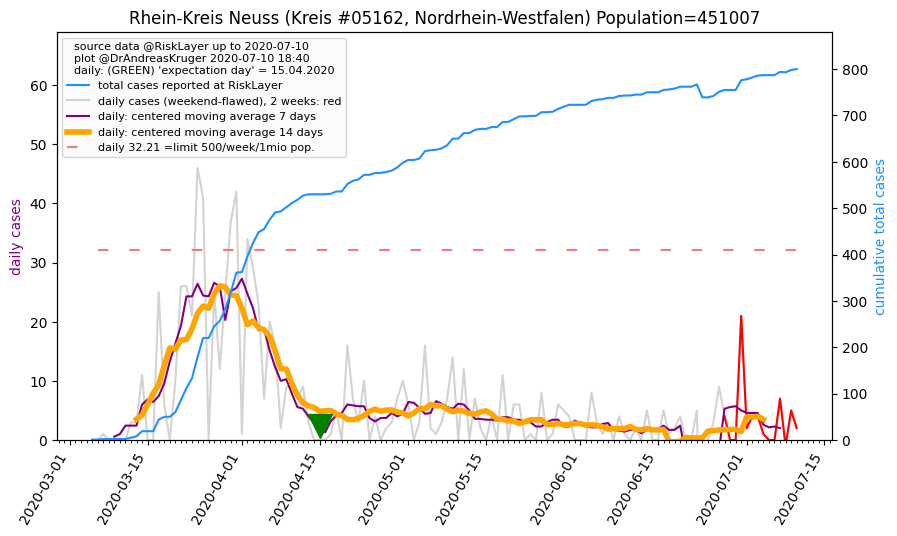 Rhein-Kreis Neuss (Kreis #05162, Nordrhein-Westfalen) Population=451007
source data @RiskLayer up to 2020-07-10
plot @DrAndreasKruger 2020-07-10 18:40
daily: (GREEN) 'expectation day' = 15.04.2020
total cases reported at RiskLayer
daily cases (weekend-flawed), 2 weeks: red
daily: centered moving average 7 days
daily: centered moving average 14 days
daily 32.21 =limit 500/week/1mio pop.
daily cases
60
50
40
30
20
10
0
cumulative total cases
800
700
600
500
400
300
200
100
0
2020-03-01
2020-03-15
2020-04-01
2020-04-15
2020-05-01
2020-05-15
2020-06-01
2020-06-15
2020-07-01
2020-07-15